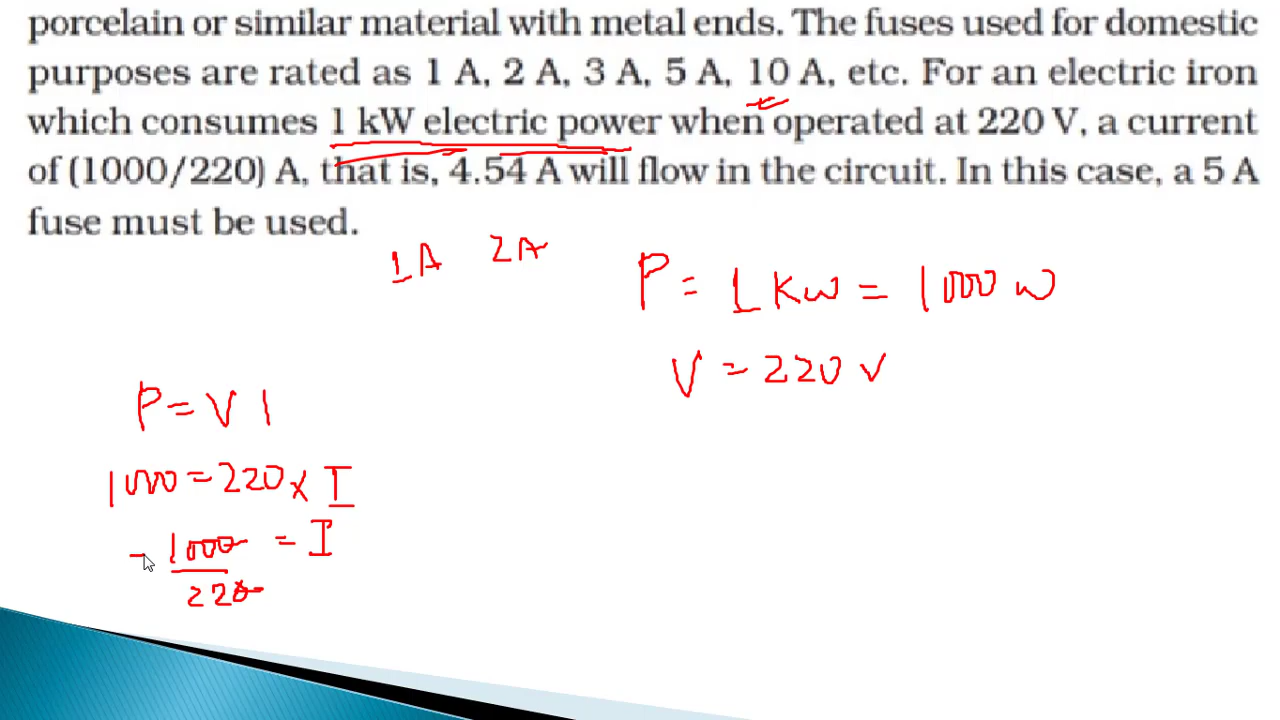 porcelain or similar material with metal ends. The fuses used for domestic
purposes are rated as 1 A, 2 A, 3 A, 5 A, 10 A, etc. For an electric iron
which consumes 1 kW electric power when operated at 220 V, a current
of (1000/220) A, that is, 4.54 A will flow in the circuit. In this case, a 5 A
fuse must be used.
1A 2A
P = 1 KW = 1000 W
V = 220 V
P = V I
1000 = 220 x I
1000 = I
220